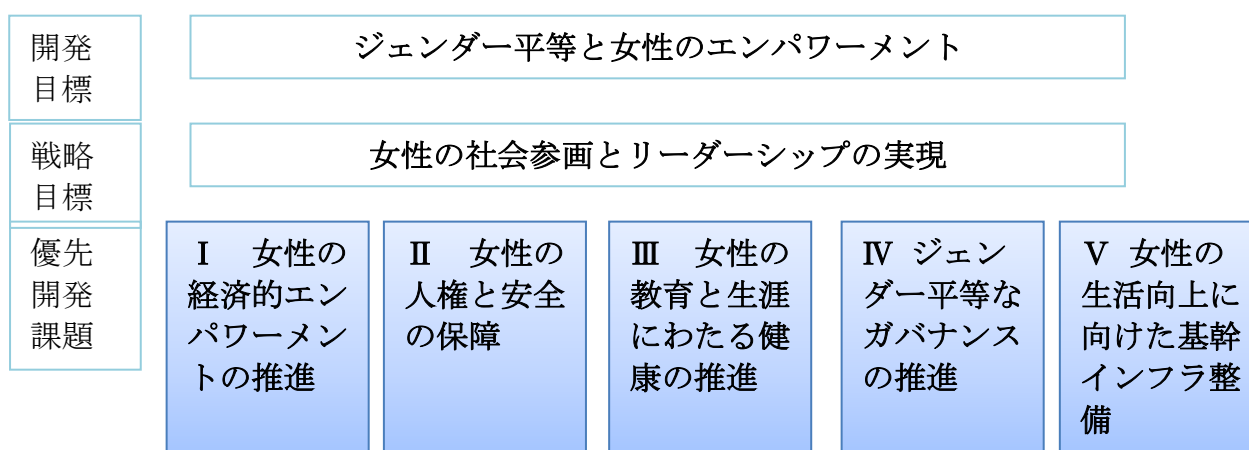 開発
目標
ジェンダー平等と女性のエンパワーメント
戦略
目標
女性の社会参画とリーダーシップの実現
優先
開発
課題
Ⅰ　女性の
経済的エン
パワーメン
トの推進
Ⅱ　女性の
人権と安全
の保障
Ⅲ　女性の
教育と生涯
にわたる健
康の推進
Ⅳ ジェン
ダー平等な
ガバナンス
の推進
Ⅴ 女性の
生活向上に
向けた基幹
インフラ整
備